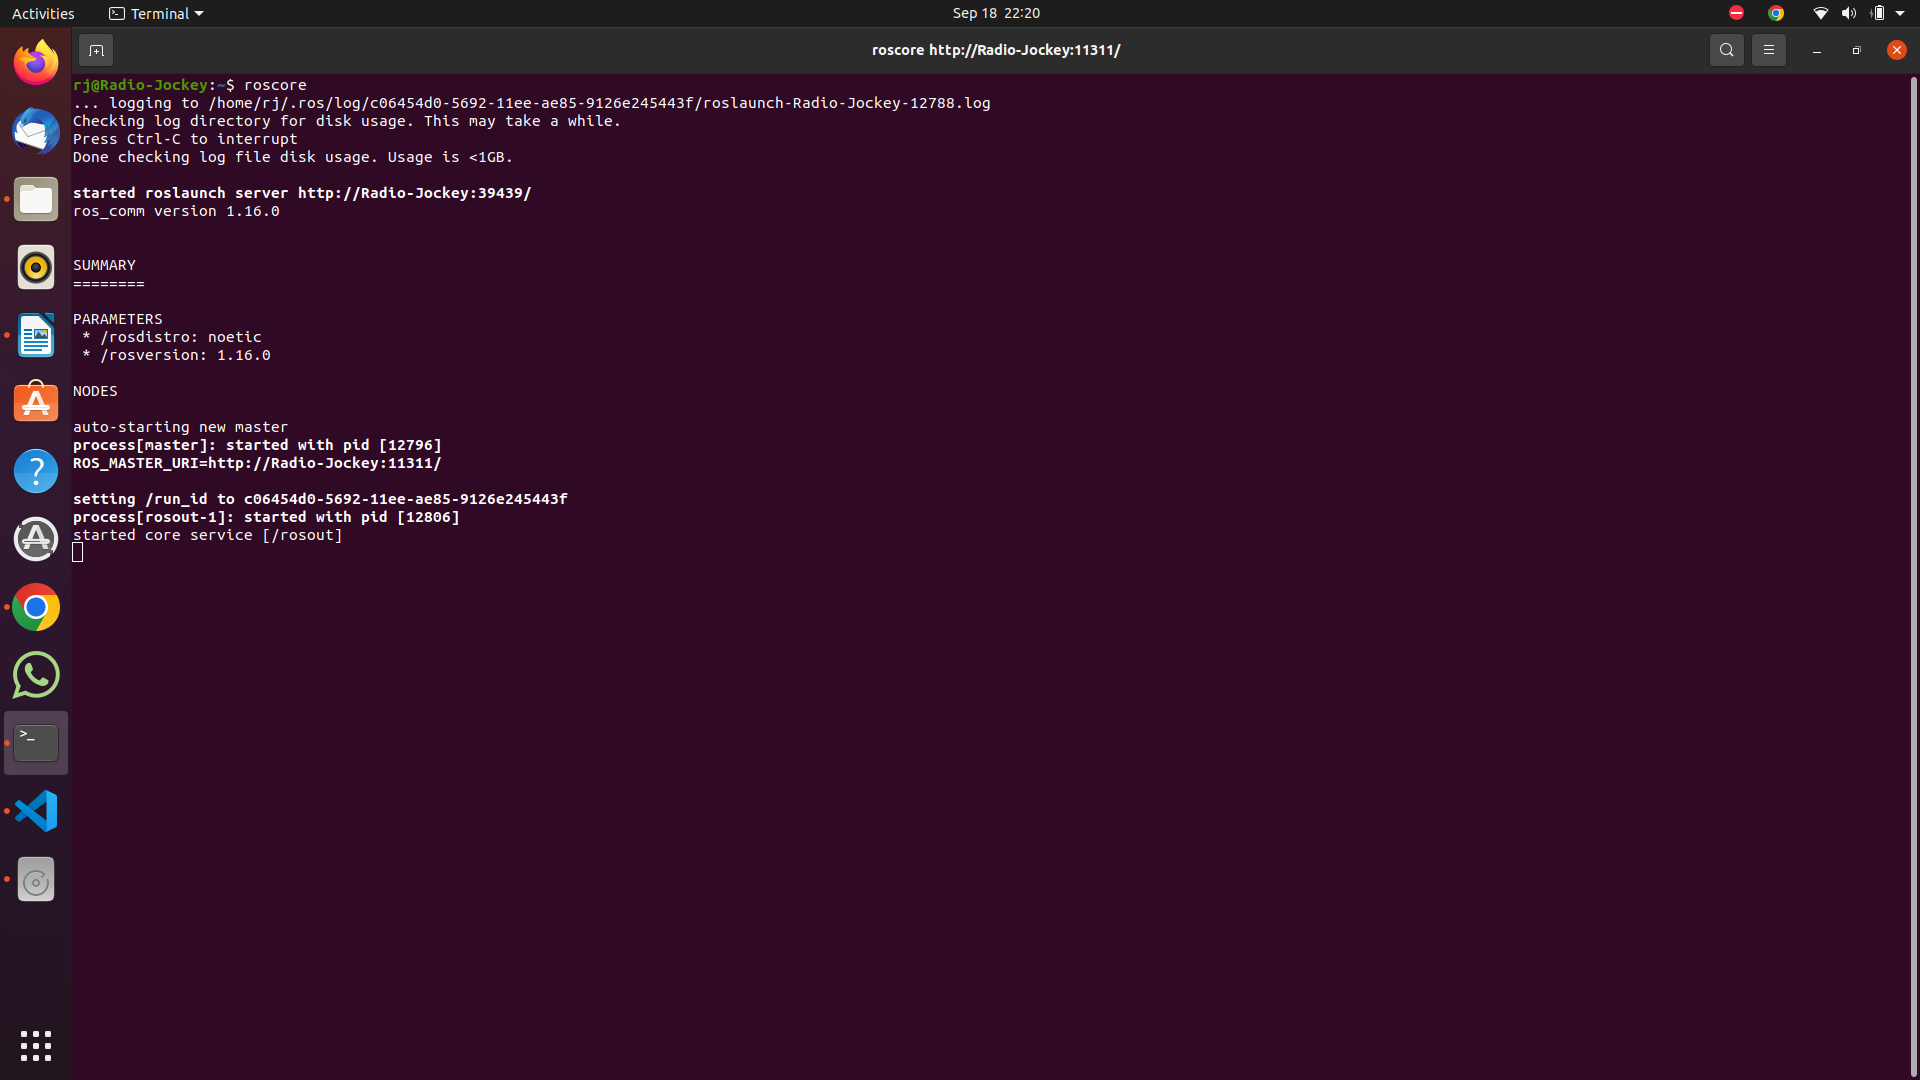 Activities
Terminal
Sep 18 22:20
roscore http://Radio-Jockey:11311/
rj@Radio-Jockey:~$ roscore
... logging to /home/rj/.ros/log/c06454d0-5692-11ee-ae85-9126e245443f/roslaunch-Radio-Jockey-12788.log
Checking log directory for disk usage. This may take a while.
Press Ctrl-C to interrupt
Done checking log file disk usage. Usage is <1GB.
started roslaunch server http://Radio-Jockey:39439/
ros_comm version 1.16.0
SUMMARY
========
PARAMETERS
* /rosdistro: noetic
* /rosversion: 1.16.0
NODES
auto-starting new master
process[master]: started with pid [12796]
ROS_MASTER_URI=http://Radio-Jockey:11311/
setting /run_id to c06454d0-5692-11ee-ae85-9126e245443f
process[rosout-1]: started with pid [12806]
started core service [/rosout]